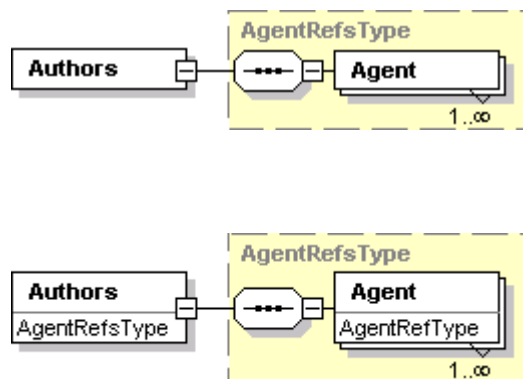 AgentRefsType
Authors
Agent
1..∞
AgentRefsType
Authors
Agent
AgentRefsType
AgentRefType
1..∞